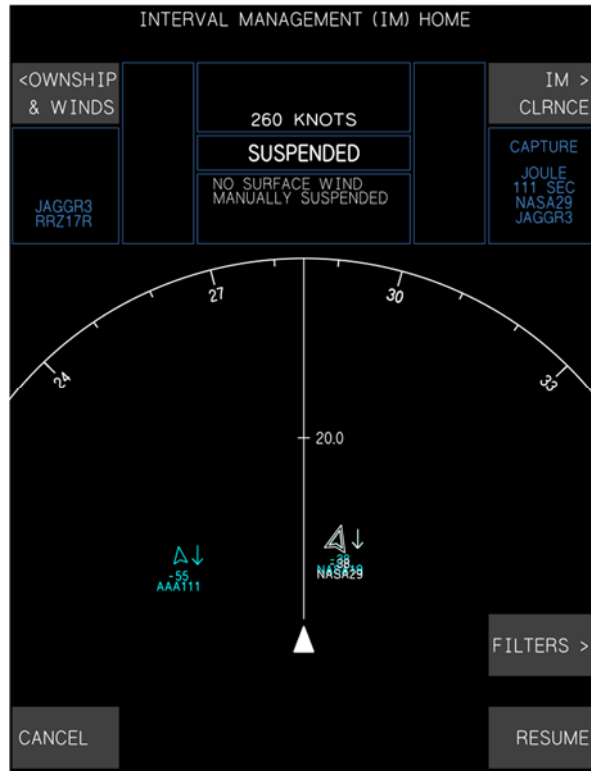 INTERVAL MANAGEMENT (IM) HOME
<OWNSHIP
& WINDS
IM >
CLRNCE
260 KNOTS
SUSPENDED
NO SURFACE WIND
MANUALLY SUSPENDED
JAGGR3
RRZ17R
CAPTURE
JOULE
111 SEC
NASA29
JAGGR3
24
27
30
33
20.0
-55
AAA111
-38
NASA29
FILTERS >
CANCEL
RESUME